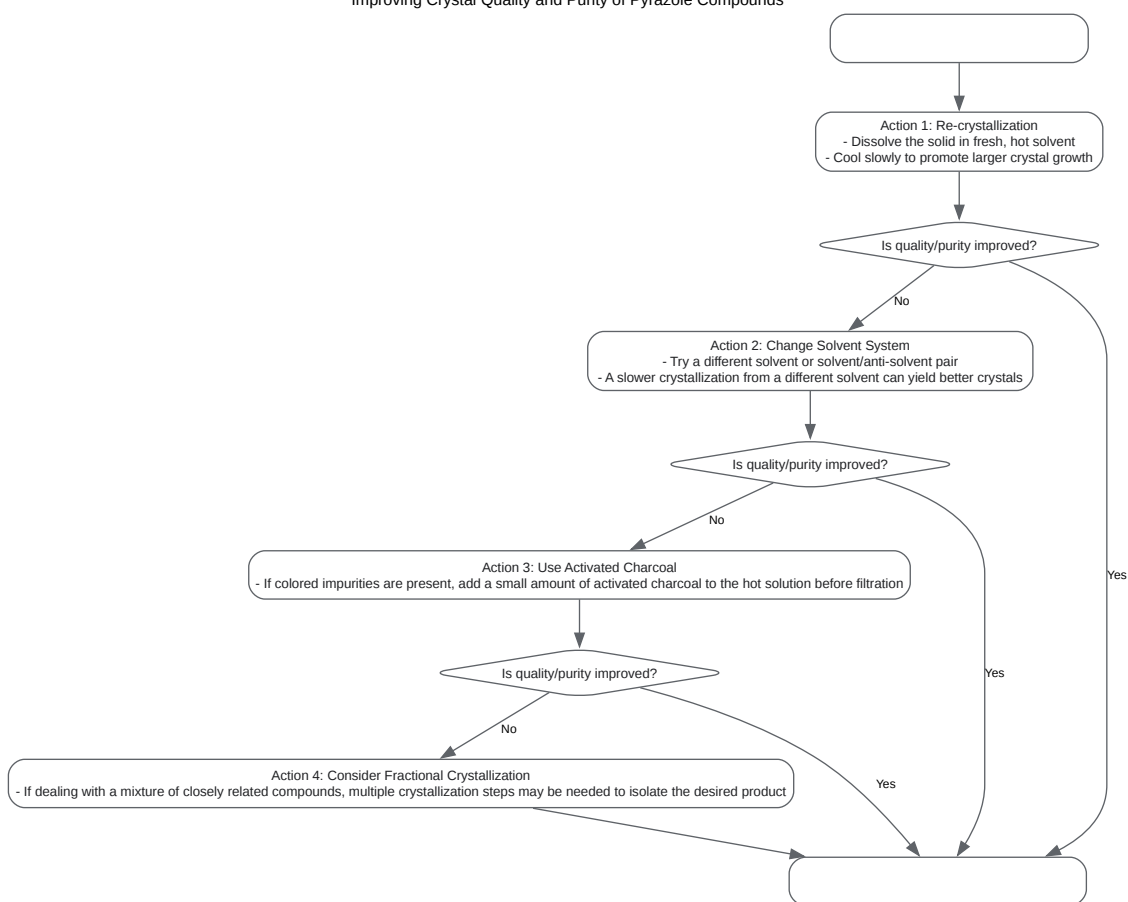 Improving Crystal Quality and Purity of Pyrazole Compounds
Action 1: Re-crystallization
- Dissolve the solid in fresh, hot solvent
- Cool slowly to promote larger crystal growth
Is quality/purity improved?
No
Action 2: Change Solvent System
- Try a different solvent or solvent/anti-solvent pair
- A slower crystallization from a different solvent can yield better crystals
Is quality/purity improved?
No
Action 3: Use Activated Charcoal
- If colored impurities are present, add a small amount of activated charcoal to the hot solution before filtration
Yes
Is quality/purity improved?
Yes
No
Action 4: Consider Fractional Crystallization
- If dealing with a mixture of closely related compounds, multiple crystallization steps may be needed to isolate the desired product
Yes